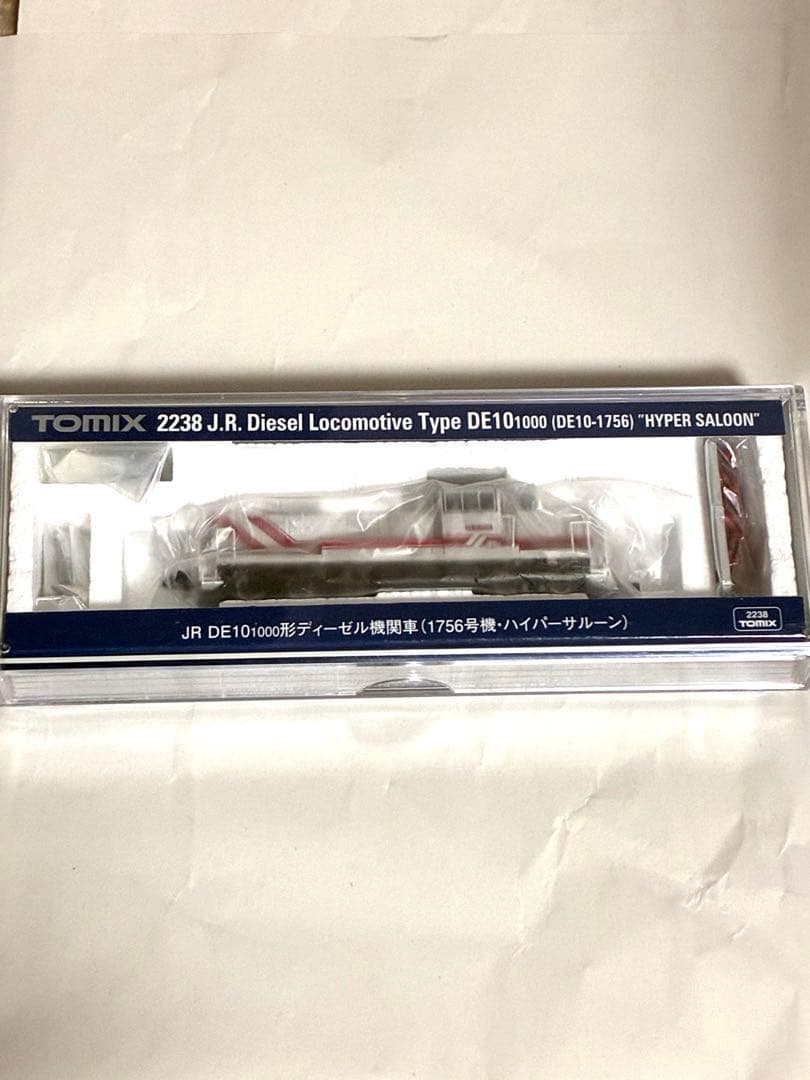 TOMIX 2238 J.R. Diesel Locomotive Type DE101000 (DE10-1756) "HYPER SALOON"
JR DE101000形ディーゼル機関車(1756号機・ハイパーサルーン)
2238
TOMIX